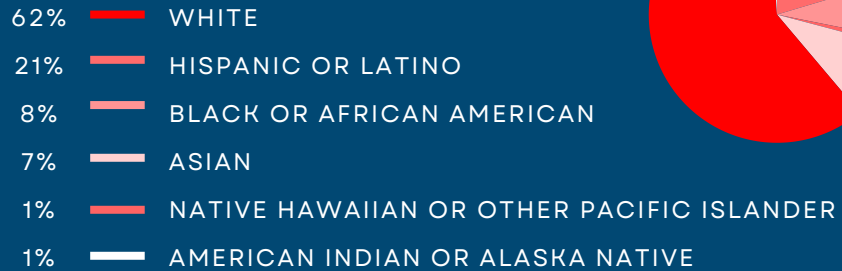 62% WHITE
21% HISPANIC OR LATINO
8% BLACK OR AFRICAN AMERICAN
7% ASIAN
1% NATIVE HAWAIIAN OR OTHER PACIFIC ISLANDER
1% AMERICAN INDIAN OR ALASKA NATIVE